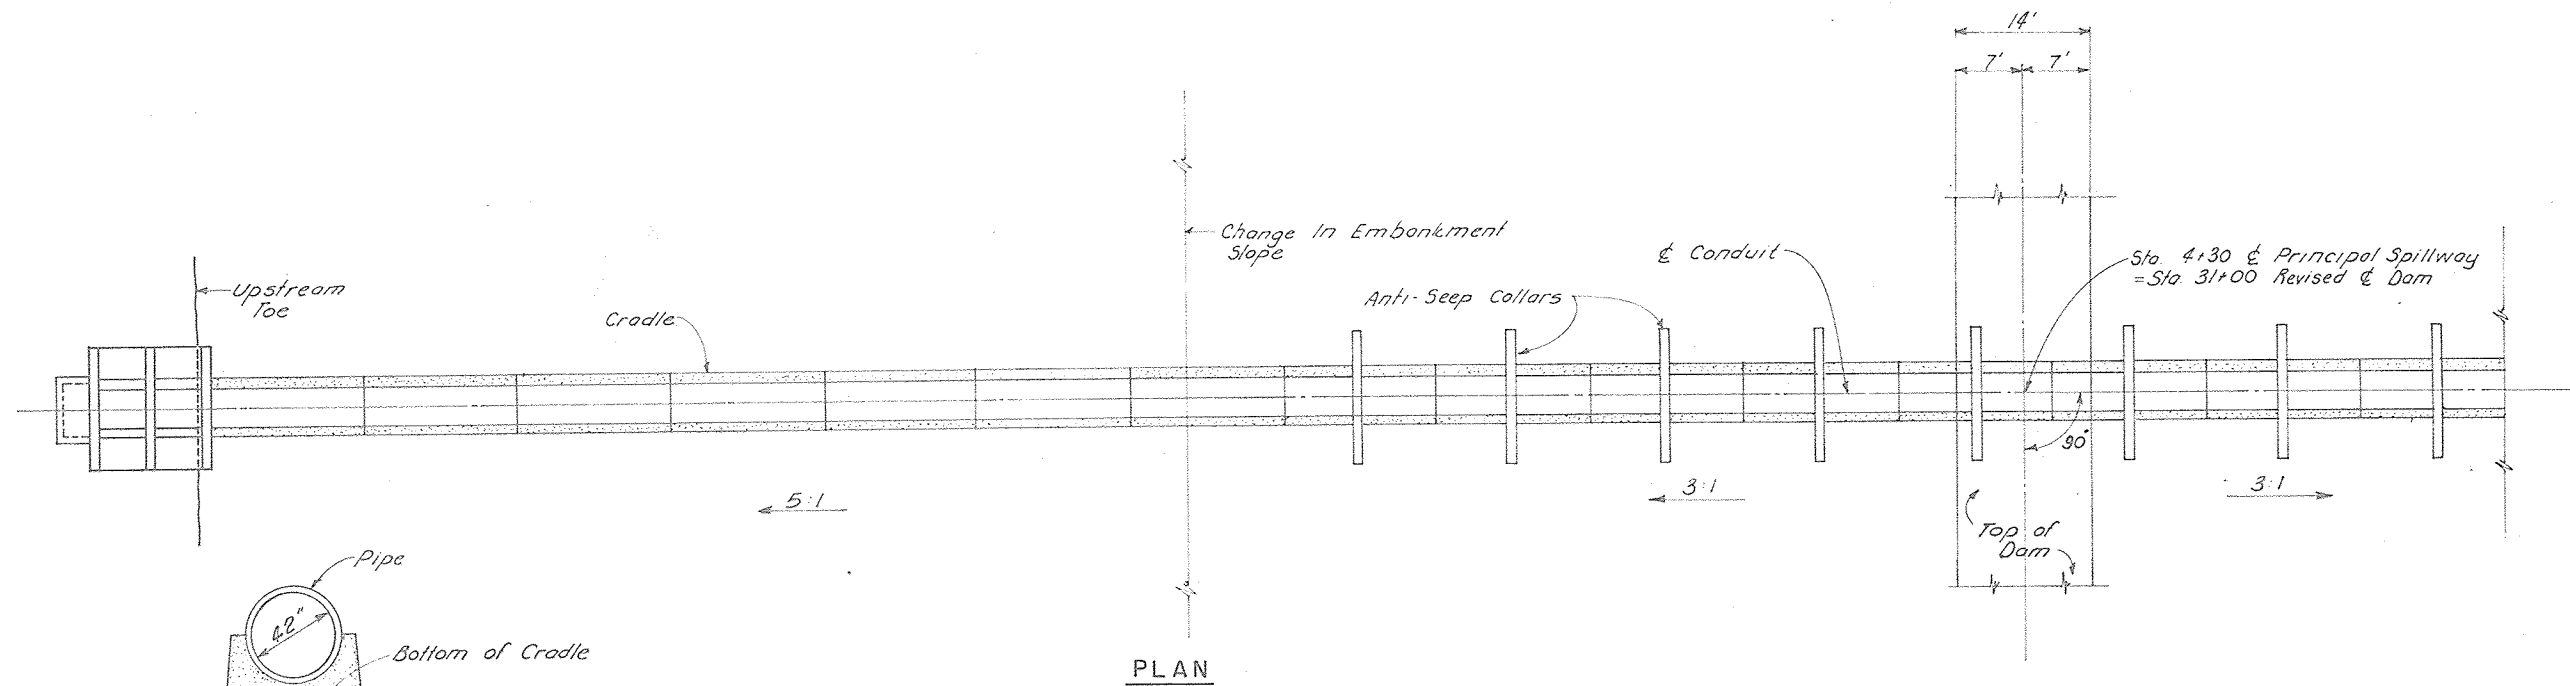 14'
7'
7'
Change In Embankment
Slope
℄ Conduit
Sta. 4+30 ℄ Principal Spillway
=Sta. 31+00 Revised ℄ Dam
Upstream
Toe
Anti-Seep Collars
Cradle
90°
5:1
3:1
3:1
Top of
Dam
Pipe
42"
Bottom of Cradle
PLAN